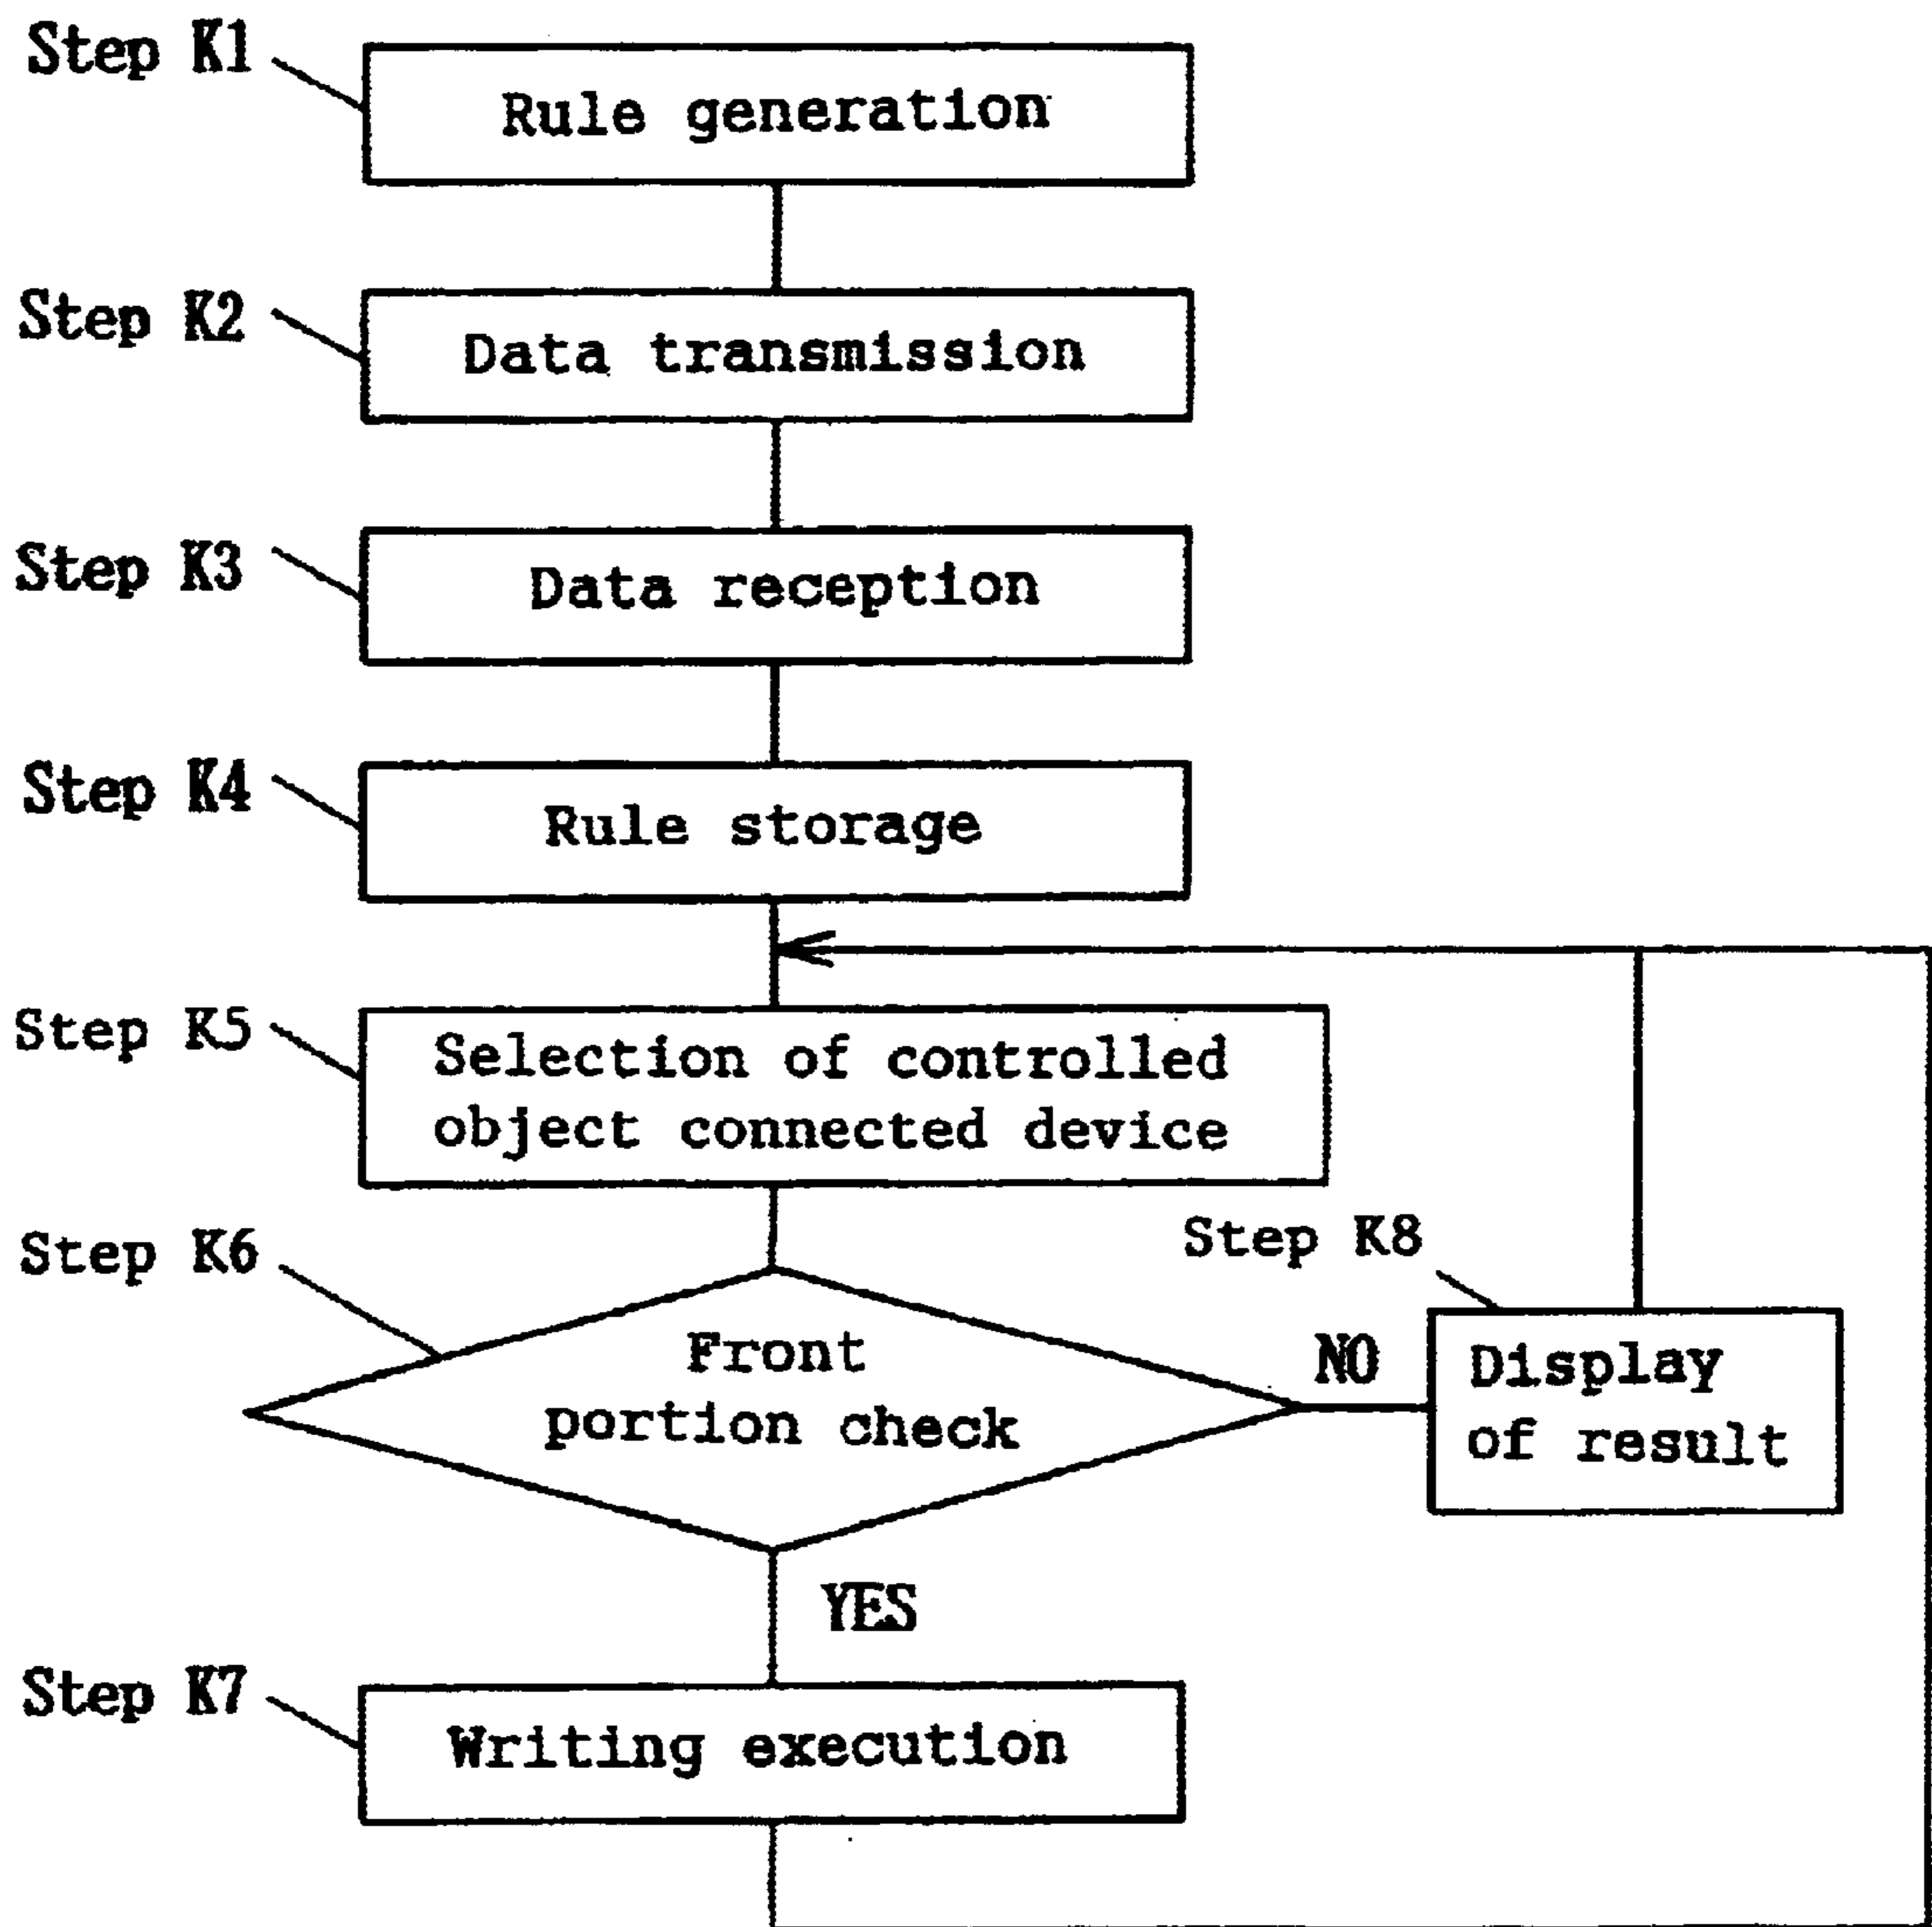 Step K1
Rule generation
Step K2
Data transmission
Step K3
Data reception
Step K4
Rule storage
Step K5
Selection of controlled
object connected device
Step K6
Front
portion check
NO
Step K8
Display
of result
YES
Step K7
Writing execution